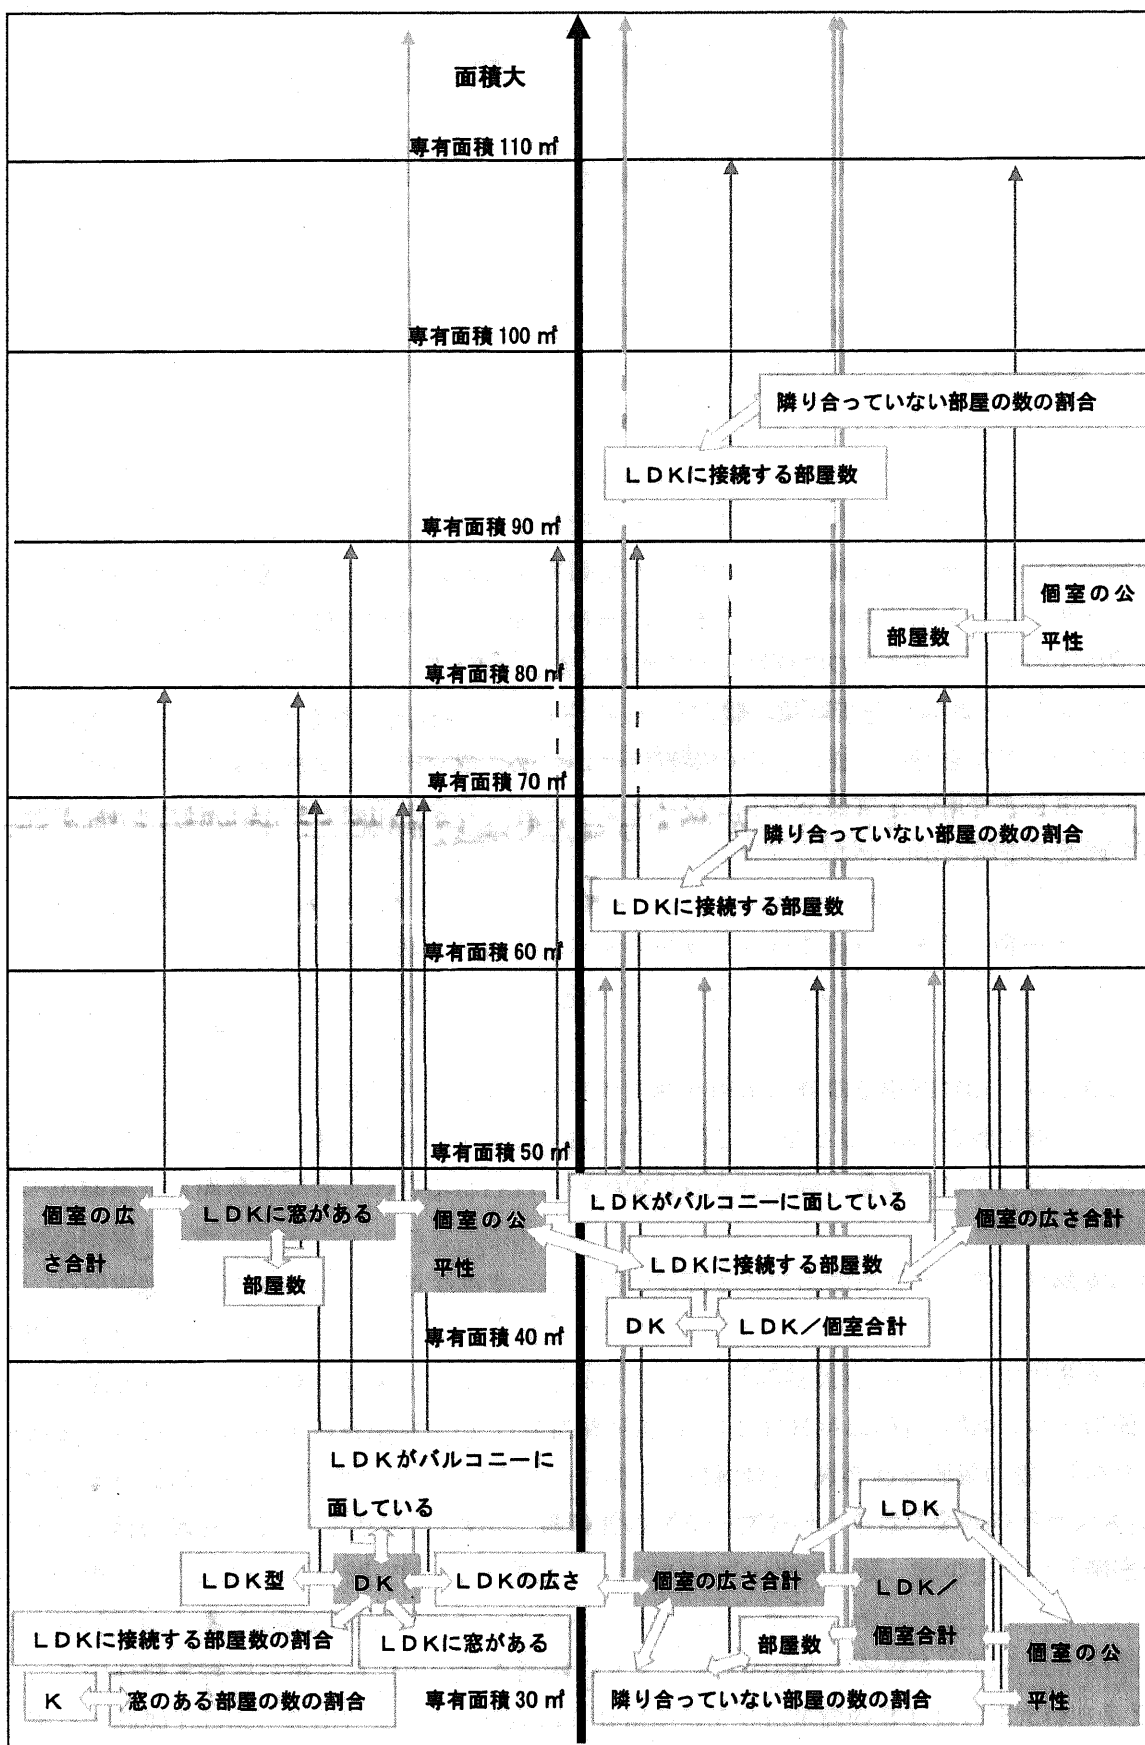 面積大
専有面積 110 ㎡
専有面積 100 ㎡
隣り合っていない部屋の数の割合
LDKに接続する部屋数
専有面積 90 ㎡
個室の公
平性
部屋数
専有面積 80 ㎡
専有面積 70 ㎡
隣り合っていない部屋の数の割合
LDKに接続する部屋数
専有面積 60 ㎡
専有面積 50 ㎡
個室の広
さ合計
LDKに窓がある
個室の公
平性
LDKがバルコニーに面している
個室の広さ合計
部屋数
LDKに接続する部屋数
DK
LDK/個室合計
専有面積 40 ㎡
LDKがバルコニーに
面している
LDK
LDK型
DK
LDKの広さ
個室の広さ合計
LDK/
個室合計
LDKに接続する部屋数の割合
LDKに窓がある
部屋数
個室の公
平性
K
窓のある部屋の数の割合
専有面積 30 ㎡
隣り合っていない部屋の数の割合